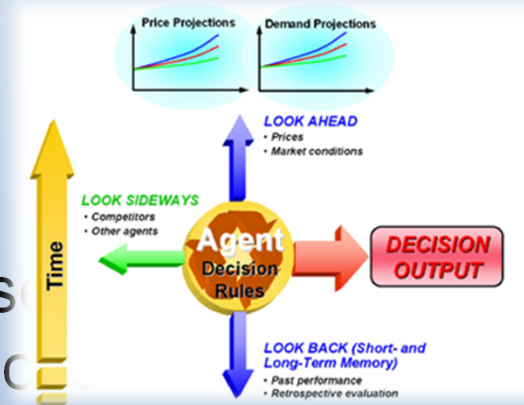 Price Projections
Demand Projections
LOOK AHEAD
• Prices
• Market conditions
LOOK SIDEWAYS
• Competitors
• Other agents
Time
Agent
Decision
Rules
DECISION
OUTPUT
LOOK BACK (Short- and
Long-Term Memory)
• Past performance
• Retrospective evaluation